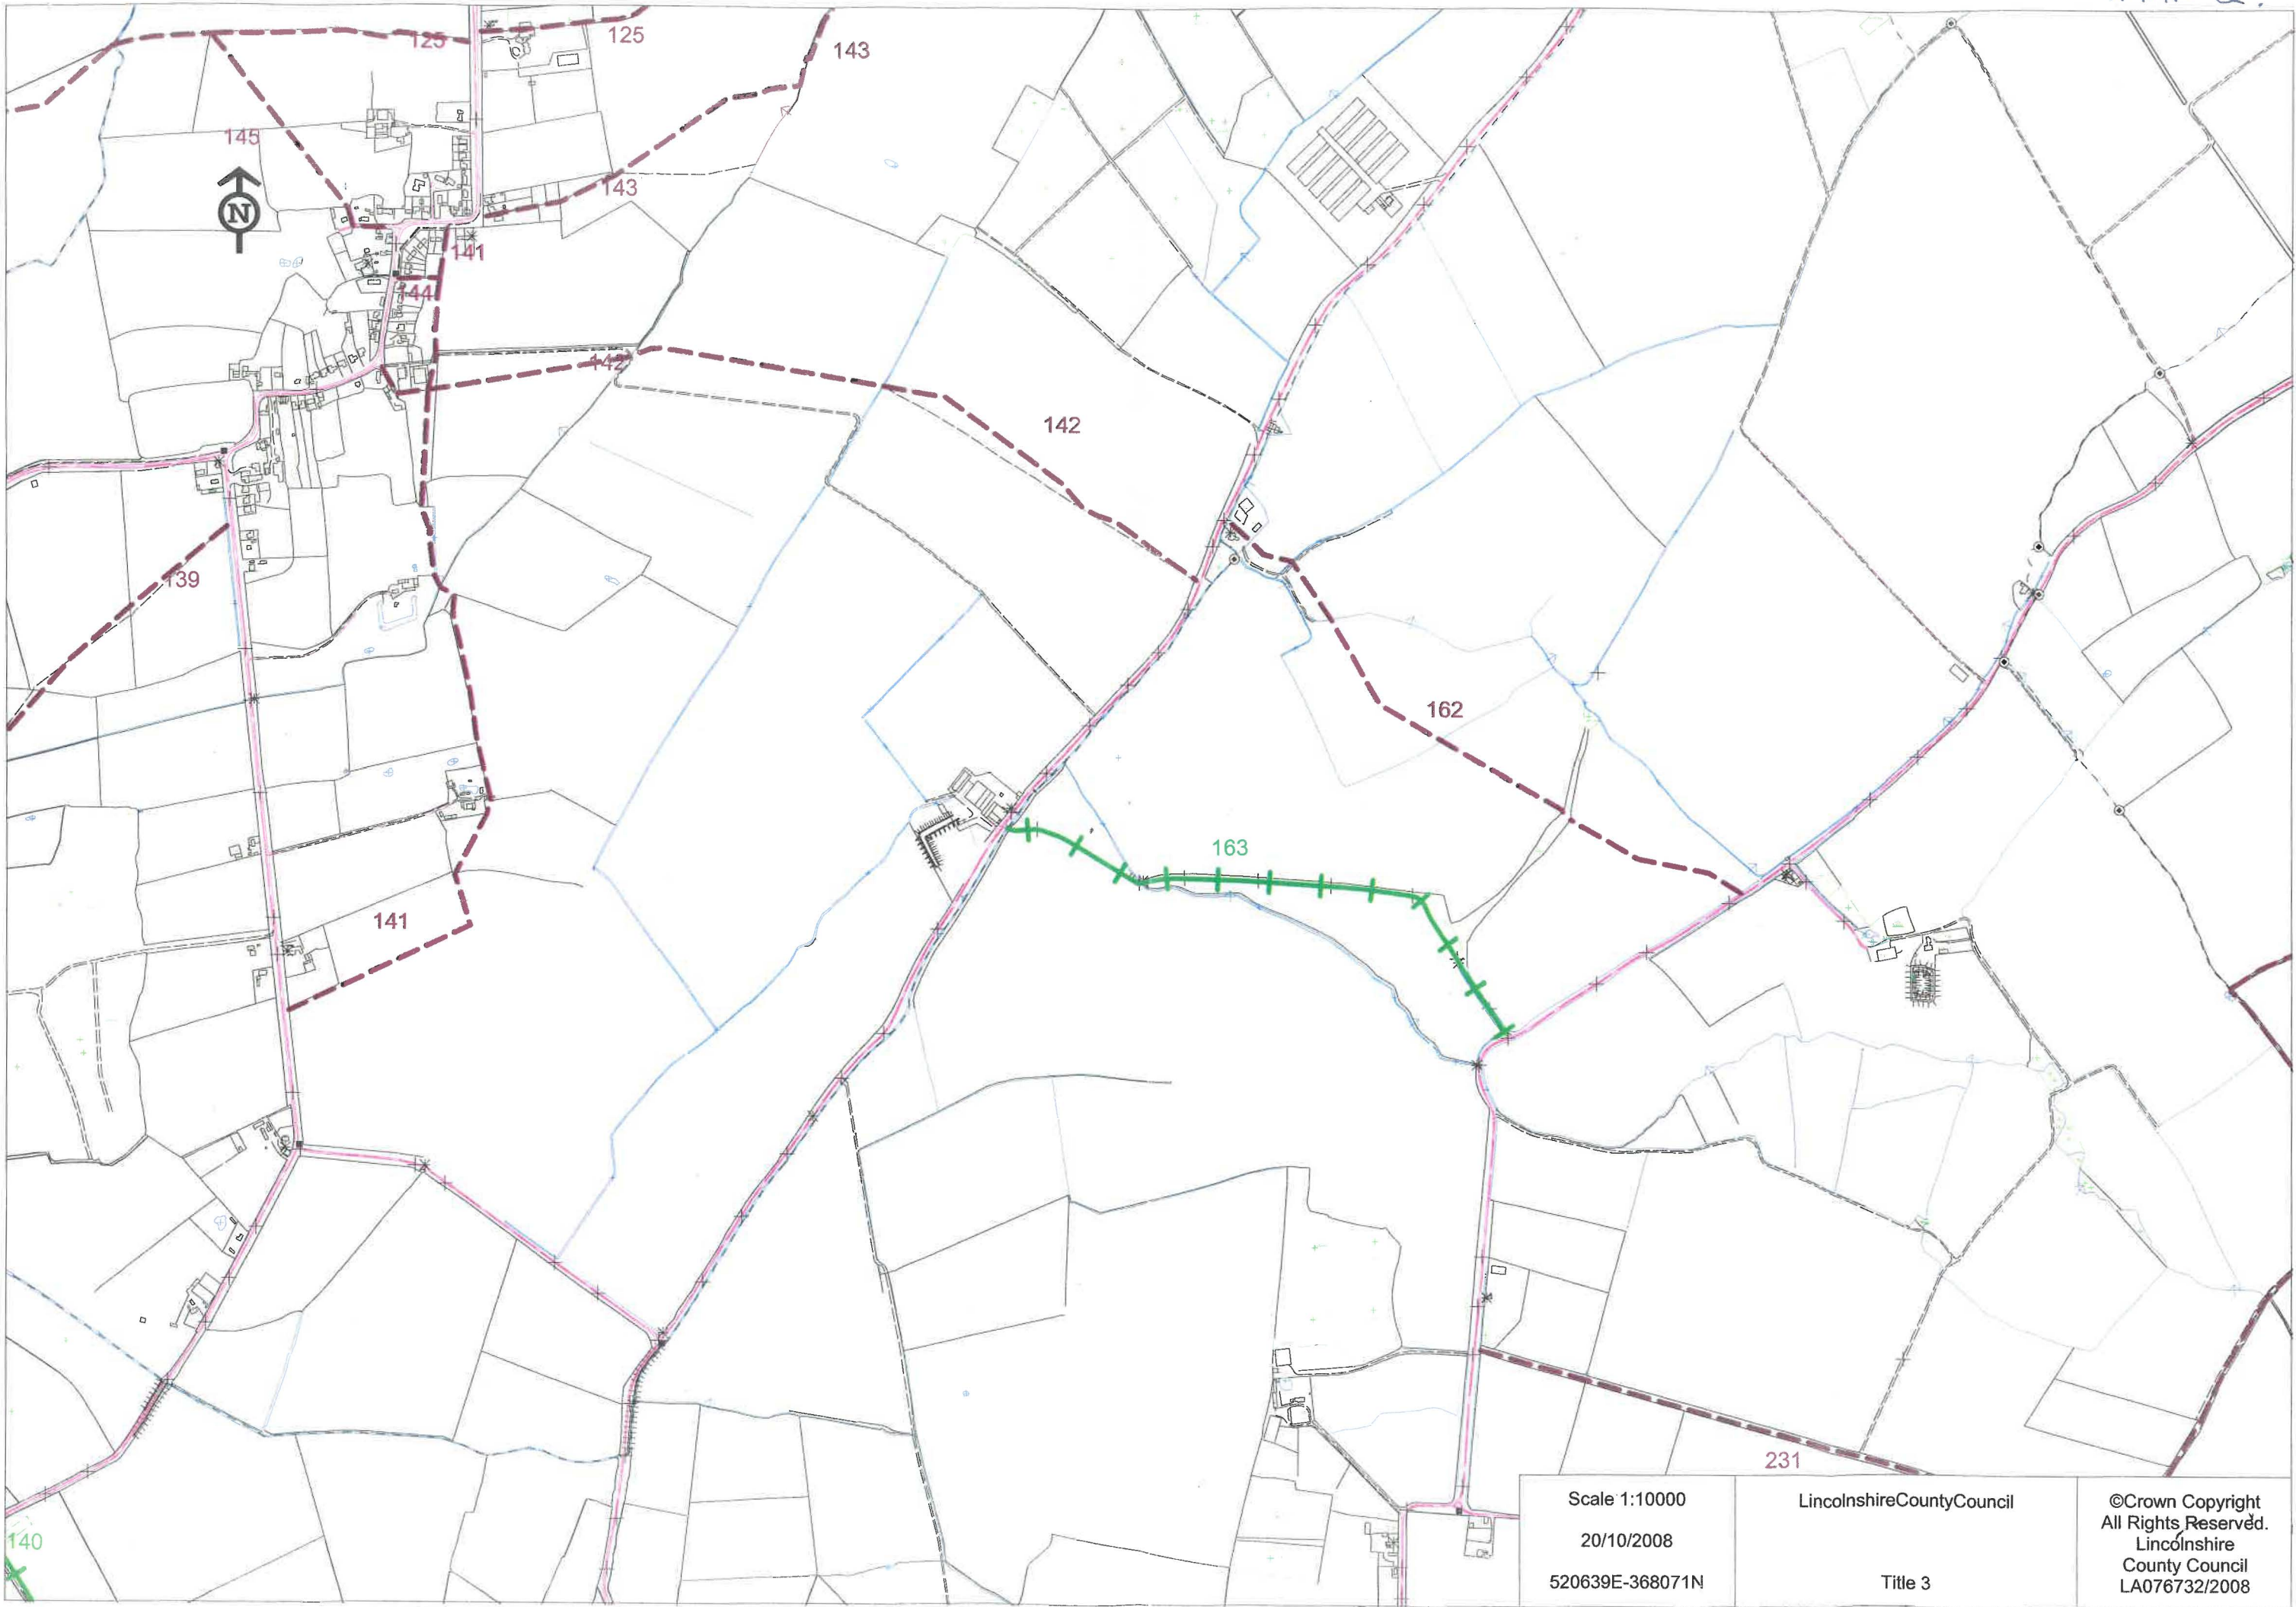 125
125
143
145
N
143
141
144
142
142
139
162
163
141
231
140
Scale 1:10000
20/10/2008
520639E-368071N
LincolnshireCountyCouncil
Title 3
©Crown Copyright
All Rights Reserved.
Lincolnshire
County Council
LA076732/2008